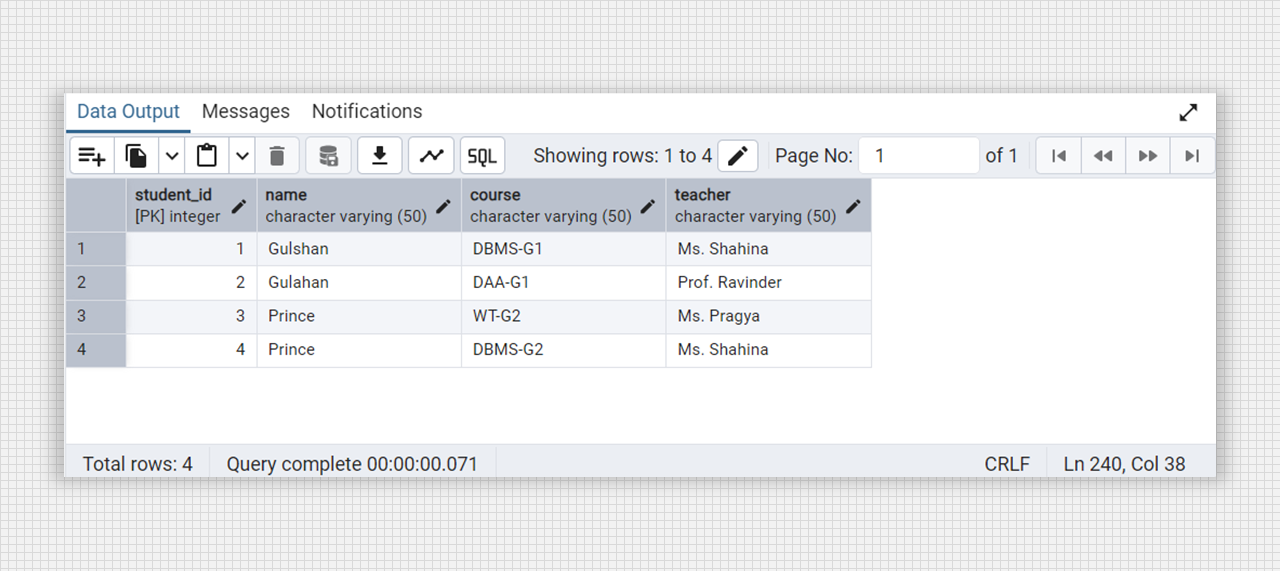 Data Output Messages Notifications
SQL Showing rows: 1 to 4 Page No: 1 of 1
student_id name course teacher
[PK] integer character varying (50) character varying (50) character varying (50)
1 1 Gulshan DBMS-G1 Ms. Shahina
2 2 Gulahan DAA-G1 Prof. Ravinder
3 3 Prince WT-G2 Ms. Pragya
4 4 Prince DBMS-G2 Ms. Shahina
Total rows: 4 Query complete 00:00:00.071 CRLF Ln 240, Col 38